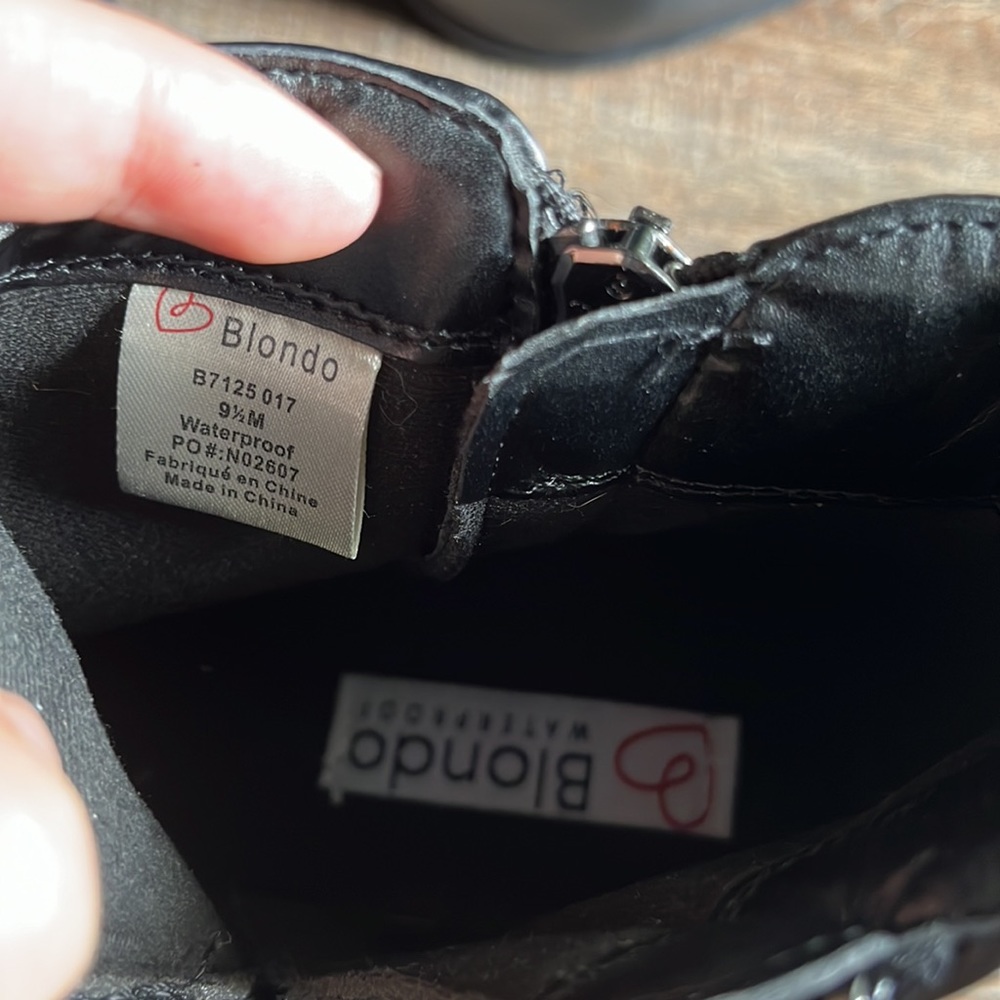 Blondo
B7125 017
9½M
Waterproof
PO#:N02607
Fabriqué en Chine
Made in China
Blondo
WATERPROOF